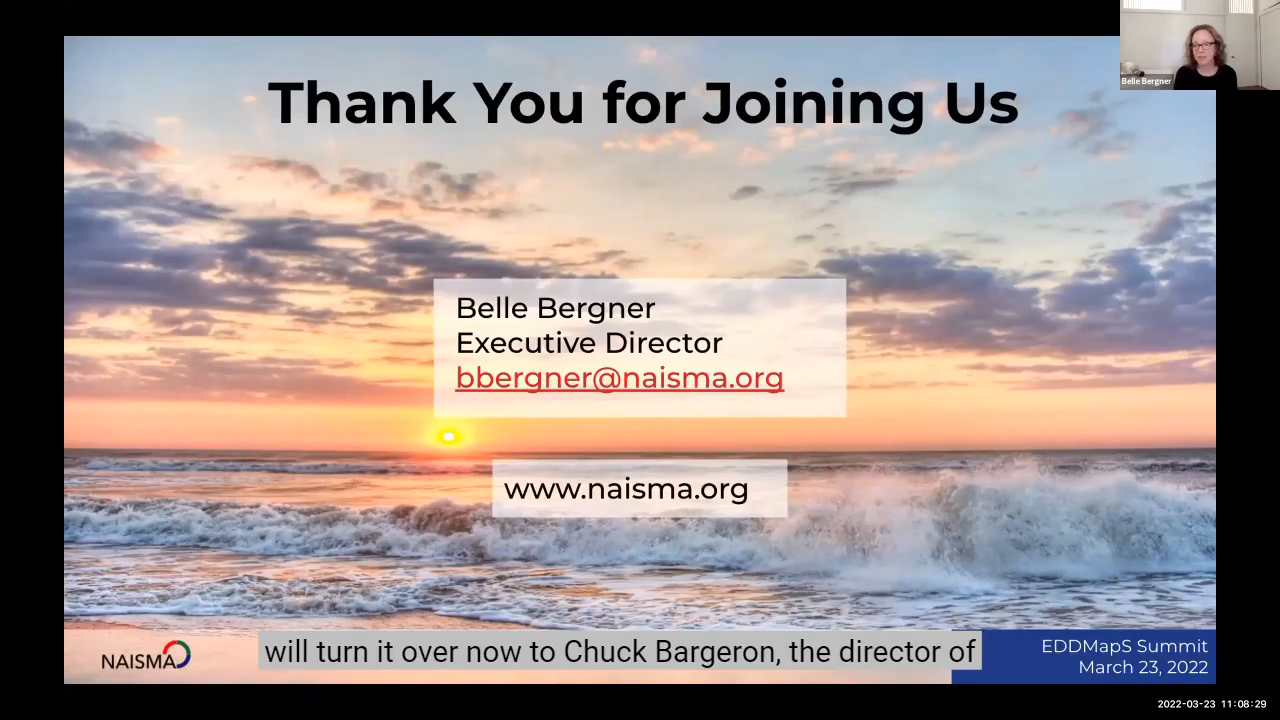 Belle Bergner
Thank You for Joining Us
Belle Bergner
Executive Director
bbergner@naisma.org
www.naisma.org
NAISMA
will turn it over now to Chuck Bargeron, the director of
EDDMapS Summit
March 23, 2022
2022-03-23 11:08:29